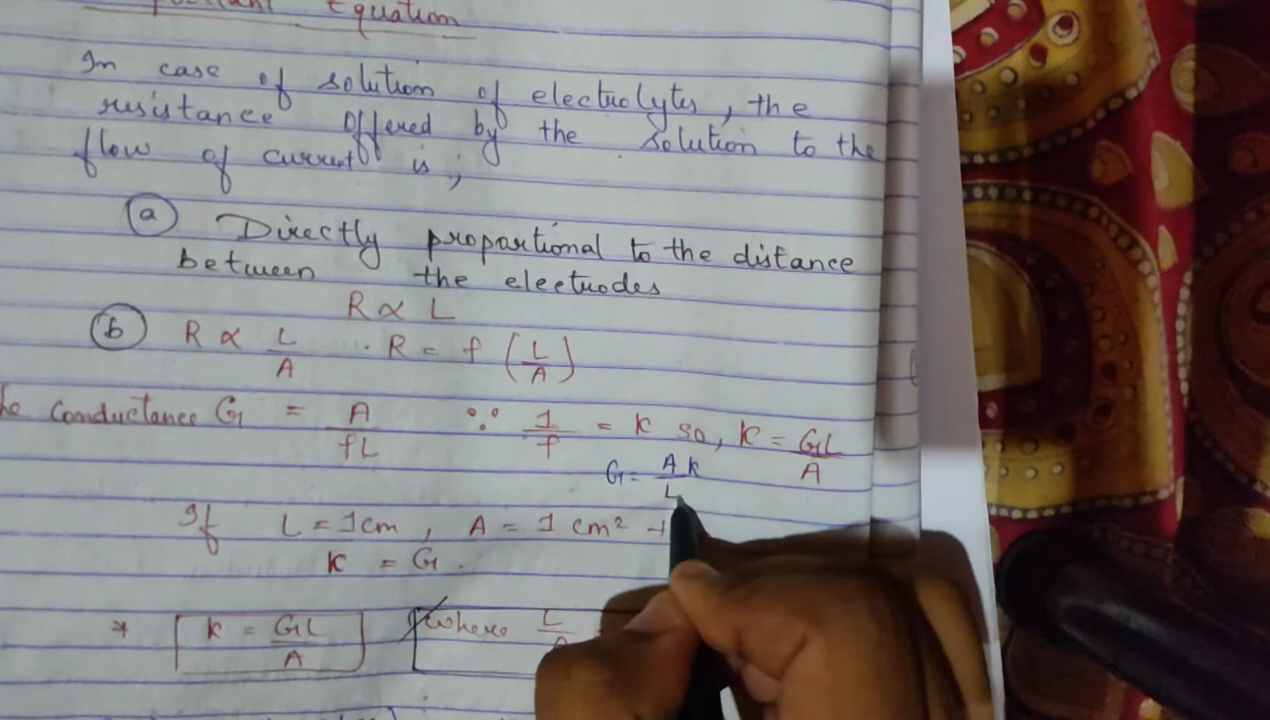 Equation
In case of solution of electrolytes, the
resistance offered by the solution to the
flow of current is;
(a) Directly proportional to the distance
between the electrodes
R ∝ L
(b) R ∝ L/A . R = f (L/A)
Conductance G = A/fL ∵ 1/f = K so, K = GL/A
G = AK/L
If L = 1cm, A = 1 cm²
K = G.
* K = GL/A where L